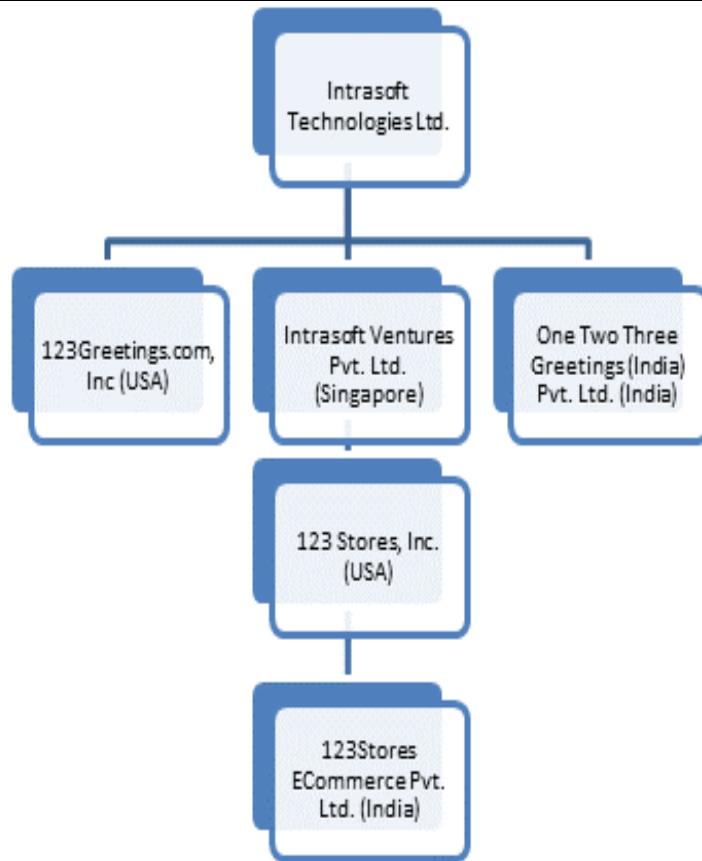 Intrasoft
Technologies Ltd.
123Greetings.com,
Inc (USA)
Intrasoft Ventures
Pvt. Ltd.
(Singapore)
One Two Three
Greetings (India)
Pvt. Ltd. (India)
123 Stores, Inc.
(USA)
123Stores
ECommerce Pvt.
Ltd. (India)